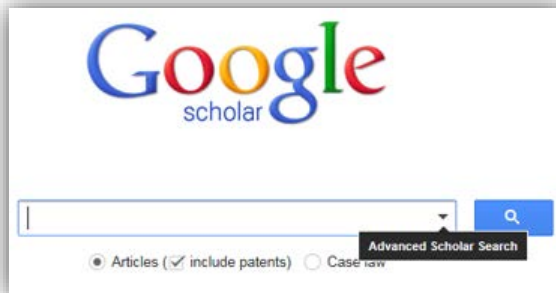 Google
scholar
Advanced Scholar Search
Articles (include patents) Case law